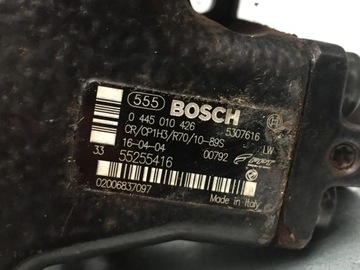 555 BOSCH
0 445 010 426 5307616
CR/CP1H3/R70/10-89S LW
16-04-04 00792
33 55255416
02006837097 Made in Italy